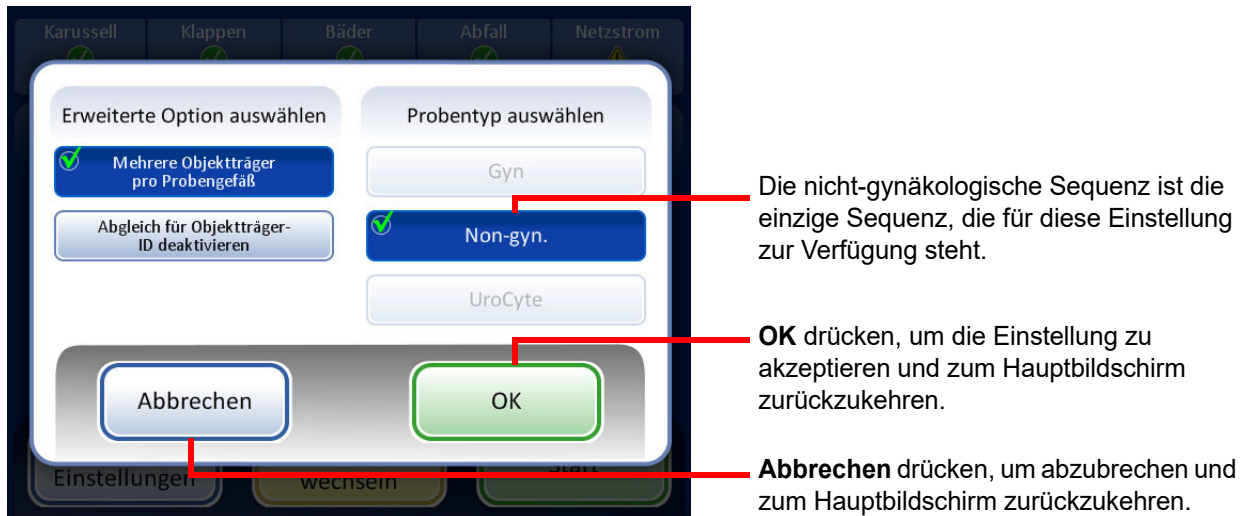 Karussell
Klappen
Bäder
Abfall
Netzstrom
Erweiterte Option auswählen
Probentyp auswählen
Mehrere Objektträger
pro Probengefäß
Abgleich für Objektträger-
ID deaktivieren
Gyn
Non-gyn.
UroCyte
Abbrechen
OK
Einstellungen
wechseln
Start
Die nicht-gynäkologische Sequenz ist die
einzige Sequenz, die für diese Einstellung
zur Verfügung steht.
OK drücken, um die Einstellung zu
akzeptieren und zum Hauptbildschirm
zurückzukehren.
Abbrechen drücken, um abzubrechen und
zum Hauptbildschirm zurückzukehren.